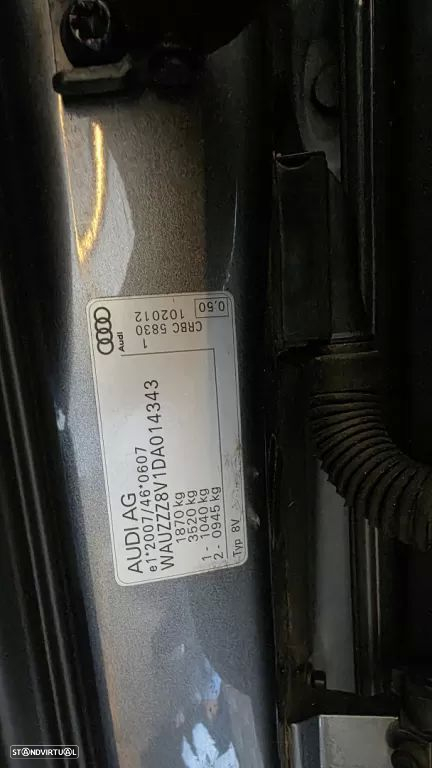 AUDI AG
e1*2007/46*0607
WAUZZZ8V1DA014343
1870 kg
3520 kg
1 - 1040 kg
2 - 0945 kg
Typ 8V
Audi
1
CRBC 5830
102012
0,50
STANDVIRTUAL